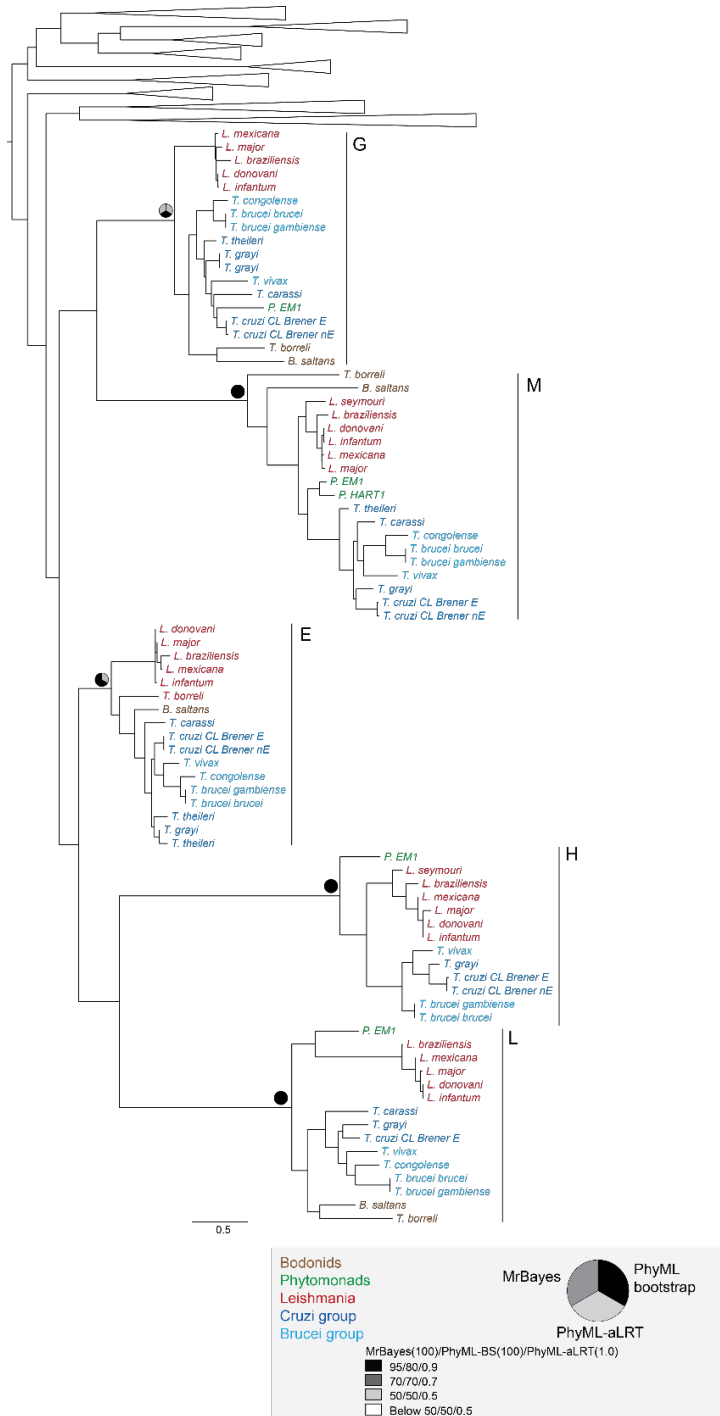 L. mexicana
G
L. major
L. braziliensis
L. donovani
L. infantum
T. congolense
T. brucei brucei
T. brucei gambiense
T. theileri
T. grayi
T. grayi
T. vivax
T. carassi
P. EM1
T. cruzi CL Brener E
T. cruzi CL Brener nE
T. borreli
B. saltans
T. borreli
M
B. saltans
L. seymouri
L. braziliensis
L. donovani
L. infantum
L. mexicana
L. major
P. EM1
P. HART1
T. theileri
T. carassi
T. congolense
T. brucei brucei
T. brucei gambiense
T. vivax
T. grayi
T. cruzi CL Brener E
T. cruzi CL Brener nE
L. donovani
E
L. major
L. braziliensis
L. mexicana
L. infantum
T. borreli
B. saltans
T. carassi
T. cruzi CL Brener E
T. cruzi CL Brener nE
T. vivax
T. congolense
T. brucei gambiense
T. brucei brucei
T. theileri
T. grayi
T. theileri
P. EM1
H
L. seymouri
L. braziliensis
L. mexicana
L. major
L. donovani
L. infantum
T. vivax
T. grayi
T. cruzi CL Brener E
T. cruzi CL Brener nE
T. brucei gambiense
T. brucei brucei
P. EM1
L
L. braziliensis
L. mexicana
L. major
L. donovani
L. infantum
T. carassi
T. grayi
T. cruzi CL Brener E
T. vivax
T. congolense
T. brucei brucei
T. brucei gambiense
B. saltans
T. borreli
0.5
Bodonids
Phytomonads
Leishmania
Cruzi group
Brucei group
MrBayes
PhyML
bootstrap
PhyML-aLRT
MrBayes(100)/PhyML-BS(100)/PhyML-aLRT(1.0)
95/80/0.9
70/70/0.7
50/50/0.5
Below 50/50/0.5